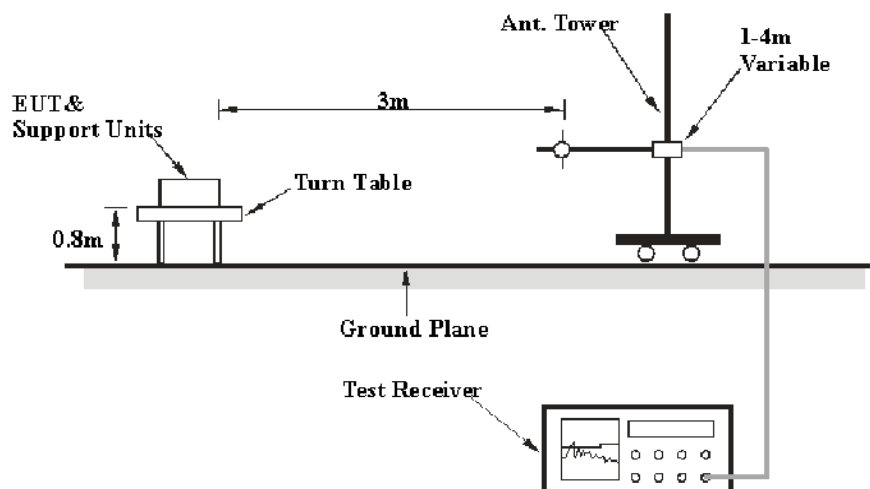 Ant. Tower
1-4m
Variable
EUT &
Support Units
3m
Turn Table
0.8m
Ground Plane
Test Receiver